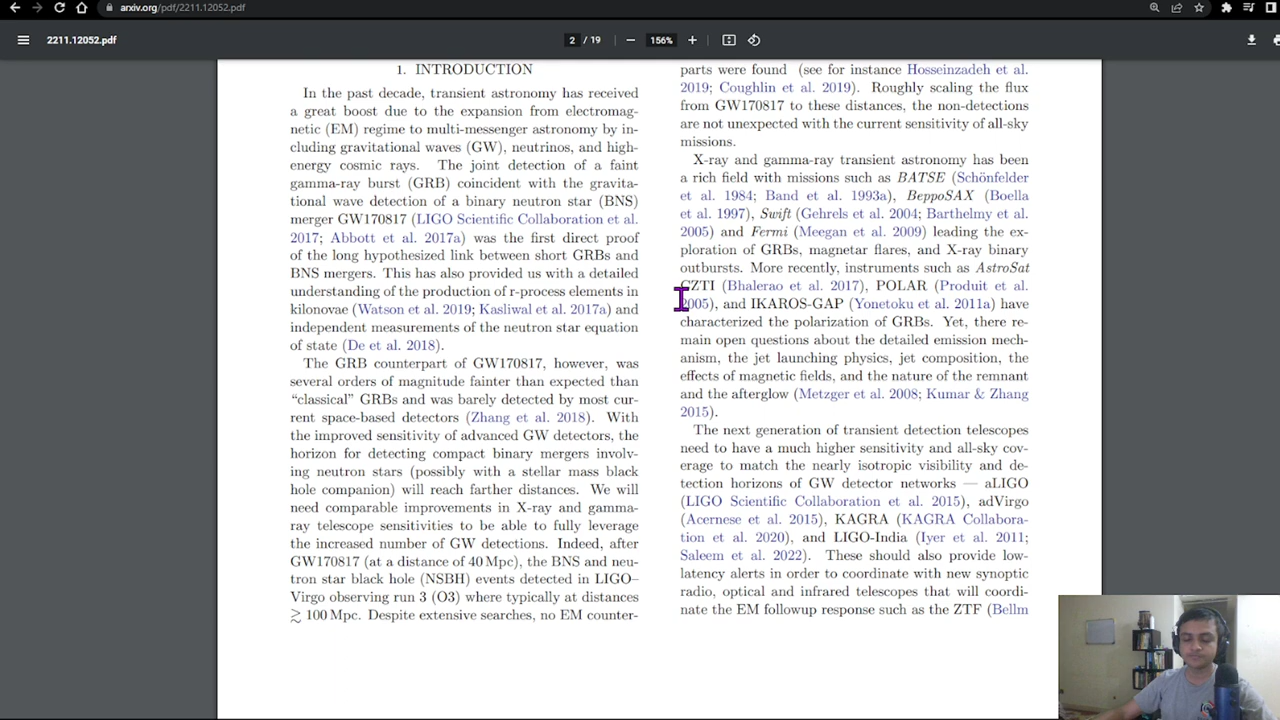 arxiv.org/pdf/2211.12052.pdf
2211.12052.pdf
2 / 19
156%
1. INTRODUCTION
In the past decade, transient astronomy has received
a great boost due to the expansion from electromag-
netic (EM) regime to multi-messenger astronomy by in-
cluding gravitational waves (GW), neutrinos, and high-
energy cosmic rays. The joint detection of a faint
gamma-ray burst (GRB) coincident with the gravita-
tional wave detection of a binary neutron star (BNS)
merger GW170817 (LIGO Scientific Collaboration et al.
2017; Abbott et al. 2017a) was the first direct proof
of the long hypothesized link between short GRBs and
BNS mergers. This has also provided us with a detailed
understanding of the production of r-process elements in
kilonovae (Watson et al. 2019; Kasliwal et al. 2017a) and
independent measurements of the neutron star equation
of state (De et al. 2018).
The GRB counterpart of GW170817, however, was
several orders of magnitude fainter than expected than
“classical” GRBs and was barely detected by most cur-
rent space-based detectors (Zhang et al. 2018). With
the improved sensitivity of advanced GW detectors, the
horizon for detecting compact binary mergers involv-
ing neutron stars (possibly with a stellar mass black
hole companion) will reach farther distances. We will
need comparable improvements in X-ray and gamma-
ray telescope sensitivities to be able to fully leverage
the increased number of GW detections. Indeed, after
GW170817 (at a distance of 40 Mpc), the BNS and neu-
tron star black hole (NSBH) events detected in LIGO–
Virgo observing run 3 (O3) where typically at distances
≳ 100 Mpc. Despite extensive searches, no EM counter-
parts were found (see for instance Hosseinzadeh et al.
2019; Coughlin et al. 2019). Roughly scaling the flux
from GW170817 to these distances, the non-detections
are not unexpected with the current sensitivity of all-sky
missions.
X-ray and gamma-ray transient astronomy has been
a rich field with missions such as BATSE (Schönfelder
et al. 1984; Band et al. 1993a), BeppoSAX (Boella
et al. 1997), Swift (Gehrels et al. 2004; Barthelmy et al.
2005) and Fermi (Meegan et al. 2009) leading the ex-
ploration of GRBs, magnetar flares, and X-ray binary
outbursts. More recently, instruments such as AstroSat
CZTI (Bhalerao et al. 2017), POLAR (Produit et al.
2005), and IKAROS-GAP (Yonetoku et al. 2011a) have
characterized the polarization of GRBs. Yet, there re-
main open questions about the detailed emission mech-
anism, the jet launching physics, jet composition, the
effects of magnetic fields, and the nature of the remnant
and the afterglow (Metzger et al. 2008; Kumar & Zhang
2015).
The next generation of transient detection telescopes
need to have a much higher sensitivity and all-sky cov-
erage to match the nearly isotropic visibility and de-
tection horizons of GW detector networks — aLIGO
(LIGO Scientific Collaboration et al. 2015), adVirgo
(Acernese et al. 2015), KAGRA (KAGRA Collabora-
tion et al. 2020), and LIGO-India (Iyer et al. 2011;
Saleem et al. 2022). These should also provide low-
latency alerts in order to coordinate with new synoptic
radio, optical and infrared telescopes that will coordi-
nate the EM followup response such as the ZTF (Bellm